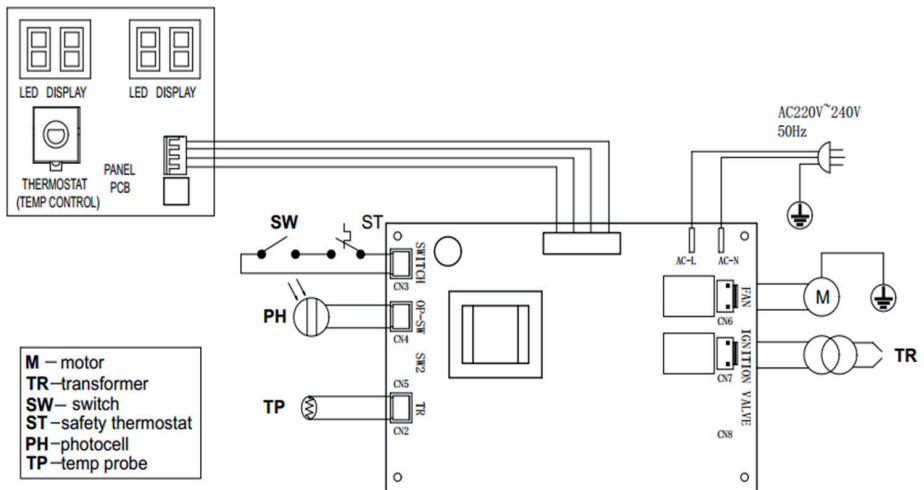 LED DISPLAY
LED DISPLAY
THERMOSTAT
(TEMP CONTROL)
PANEL
PCB
AC220V~240V
50Hz
SW
ST
SWITCH
CN3
PH
OP-SW
CN4
SW2
CN5
TP
TR
CN2
AC-L
AC-N
FAN
CN6
M
IGNITION
CN7
TR
VALVE
CN8
M – motor
TR–transformer
SW– switch
ST –safety thermostat
PH–photocell
TP–temp probe